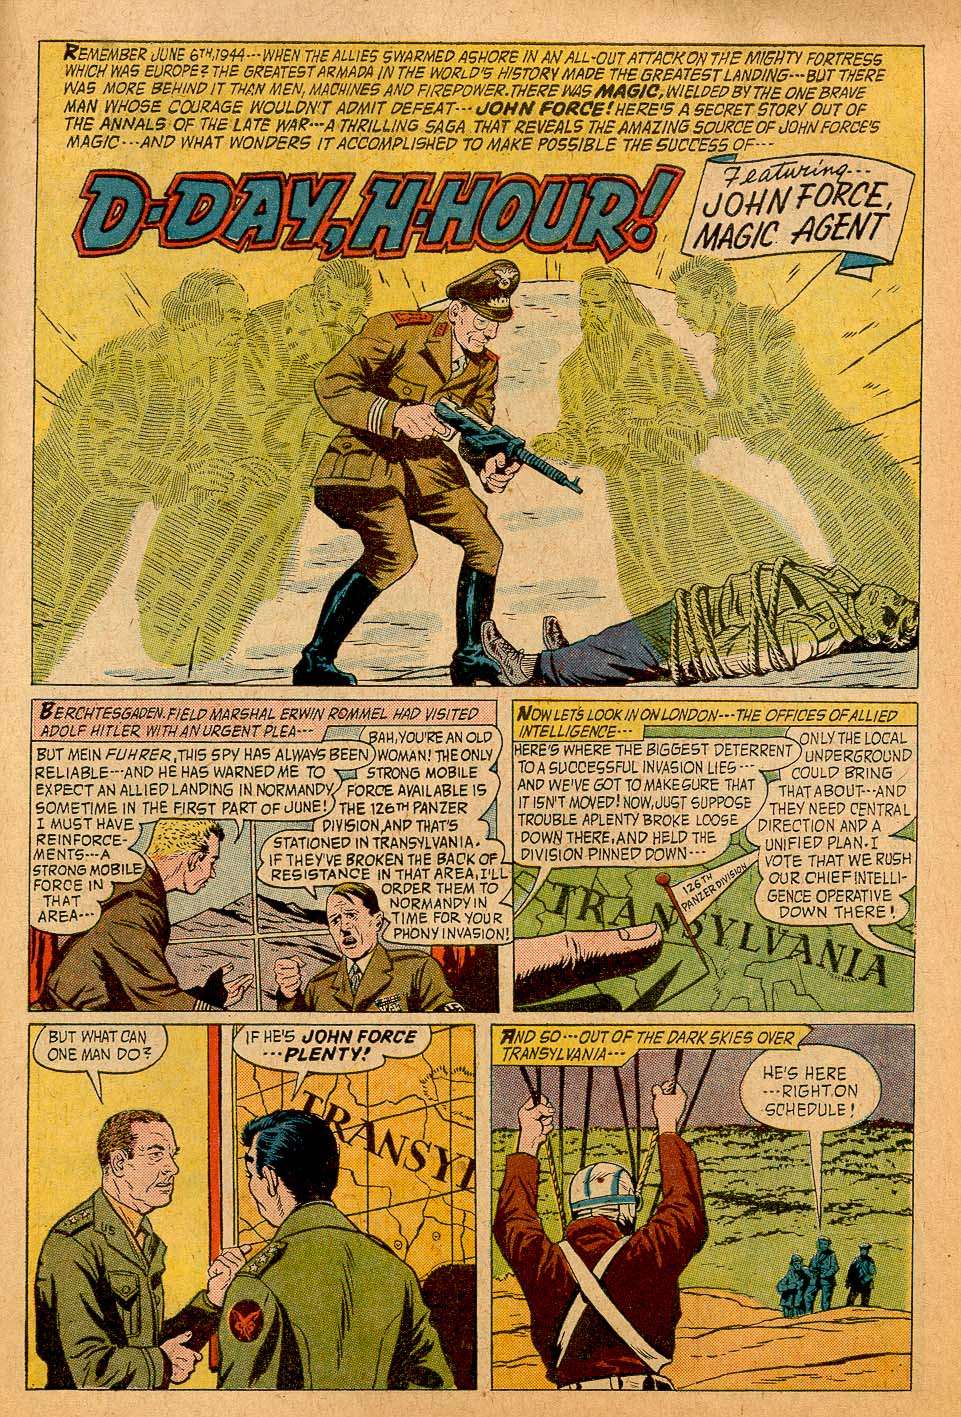 REMEMBER JUNE 6TH, 1944---WHEN THE ALLIES SWARMED ASHORE IN AN ALL-OUT ATTACK ON THE MIGHTY FORTRESS
WHICH WAS EUROPE? THE GREATEST ARMADA IN THE WORLD'S HISTORY MADE THE GREATEST LANDING---BUT THERE
WAS MORE BEHIND IT THAN MEN, MACHINES AND FIREPOWER. THERE WAS MAGIC, WIELDED BY THE ONE BRAVE
MAN WHOSE COURAGE WOULDN'T ADMIT DEFEAT---JOHN FORCE! HERE'S A SECRET STORY OUT OF
THE ANNALS OF THE LATE WAR---A THRILLING SAGA THAT REVEALS THE AMAZING SOURCE OF JOHN FORCE'S
MAGIC---AND WHAT WONDERS IT ACCOMPLISHED TO MAKE POSSIBLE THE SUCCESS OF---
D-DAY, H-HOUR!
Featuring---
JOHN FORCE,
MAGIC AGENT
BERCHTESGADEN. FIELD MARSHAL ERWIN ROMMEL HAD VISITED
ADOLF HITLER WITH AN URGENT PLEA---
BUT MEIN FUHRER, THIS SPY HAS ALWAYS BEEN
RELIABLE---AND HE HAS WARNED ME TO
EXPECT AN ALLIED LANDING IN NORMANDY
SOMETIME IN THE FIRST PART OF JUNE!
I MUST HAVE
REINFORCE-
MENTS---A
STRONG MOBILE
FORCE IN
THAT
AREA---
BAH, YOU'RE AN OLD
WOMAN! THE ONLY
STRONG MOBILE
FORCE AVAILABLE IS
THE 126TH PANZER
DIVISION, AND THAT'S
STATIONED IN TRANSYLVANIA.
IF THEY'VE BROKEN THE BACK OF
RESISTANCE IN THAT AREA, I'LL
ORDER THEM TO
NORMANDY IN
TIME FOR YOUR
PHONY INVASION!
NOW LET'S LOOK IN ON LONDON---THE OFFICES OF ALLIED
INTELLIGENCE---
HERE'S WHERE THE BIGGEST DETERRENT
TO A SUCCESSFUL INVASION LIES---
AND WE'VE GOT TO MAKE SURE THAT
IT ISN'T MOVED! NOW, JUST SUPPOSE
TROUBLE APLENTY BROKE LOOSE
DOWN THERE, AND HELD THE
DIVISION PINNED DOWN---
ONLY THE LOCAL
UNDERGROUND
COULD BRING
THAT ABOUT---AND
THEY NEED CENTRAL
DIRECTION AND A
UNIFIED PLAN. I
VOTE THAT WE RUSH
OUR CHIEF INTELLI-
GENCE OPERATIVE
DOWN THERE!
126TH
PANZER DIVISION
TRANSYLVANIA
BUT WHAT CAN
ONE MAN DO?
IF HE'S JOHN FORCE
---PLENTY!
TRANSYL
US
AND SO---OUT OF THE DARK SKIES OVER
TRANSYLVANIA---
HE'S HERE
---RIGHT ON
SCHEDULE!